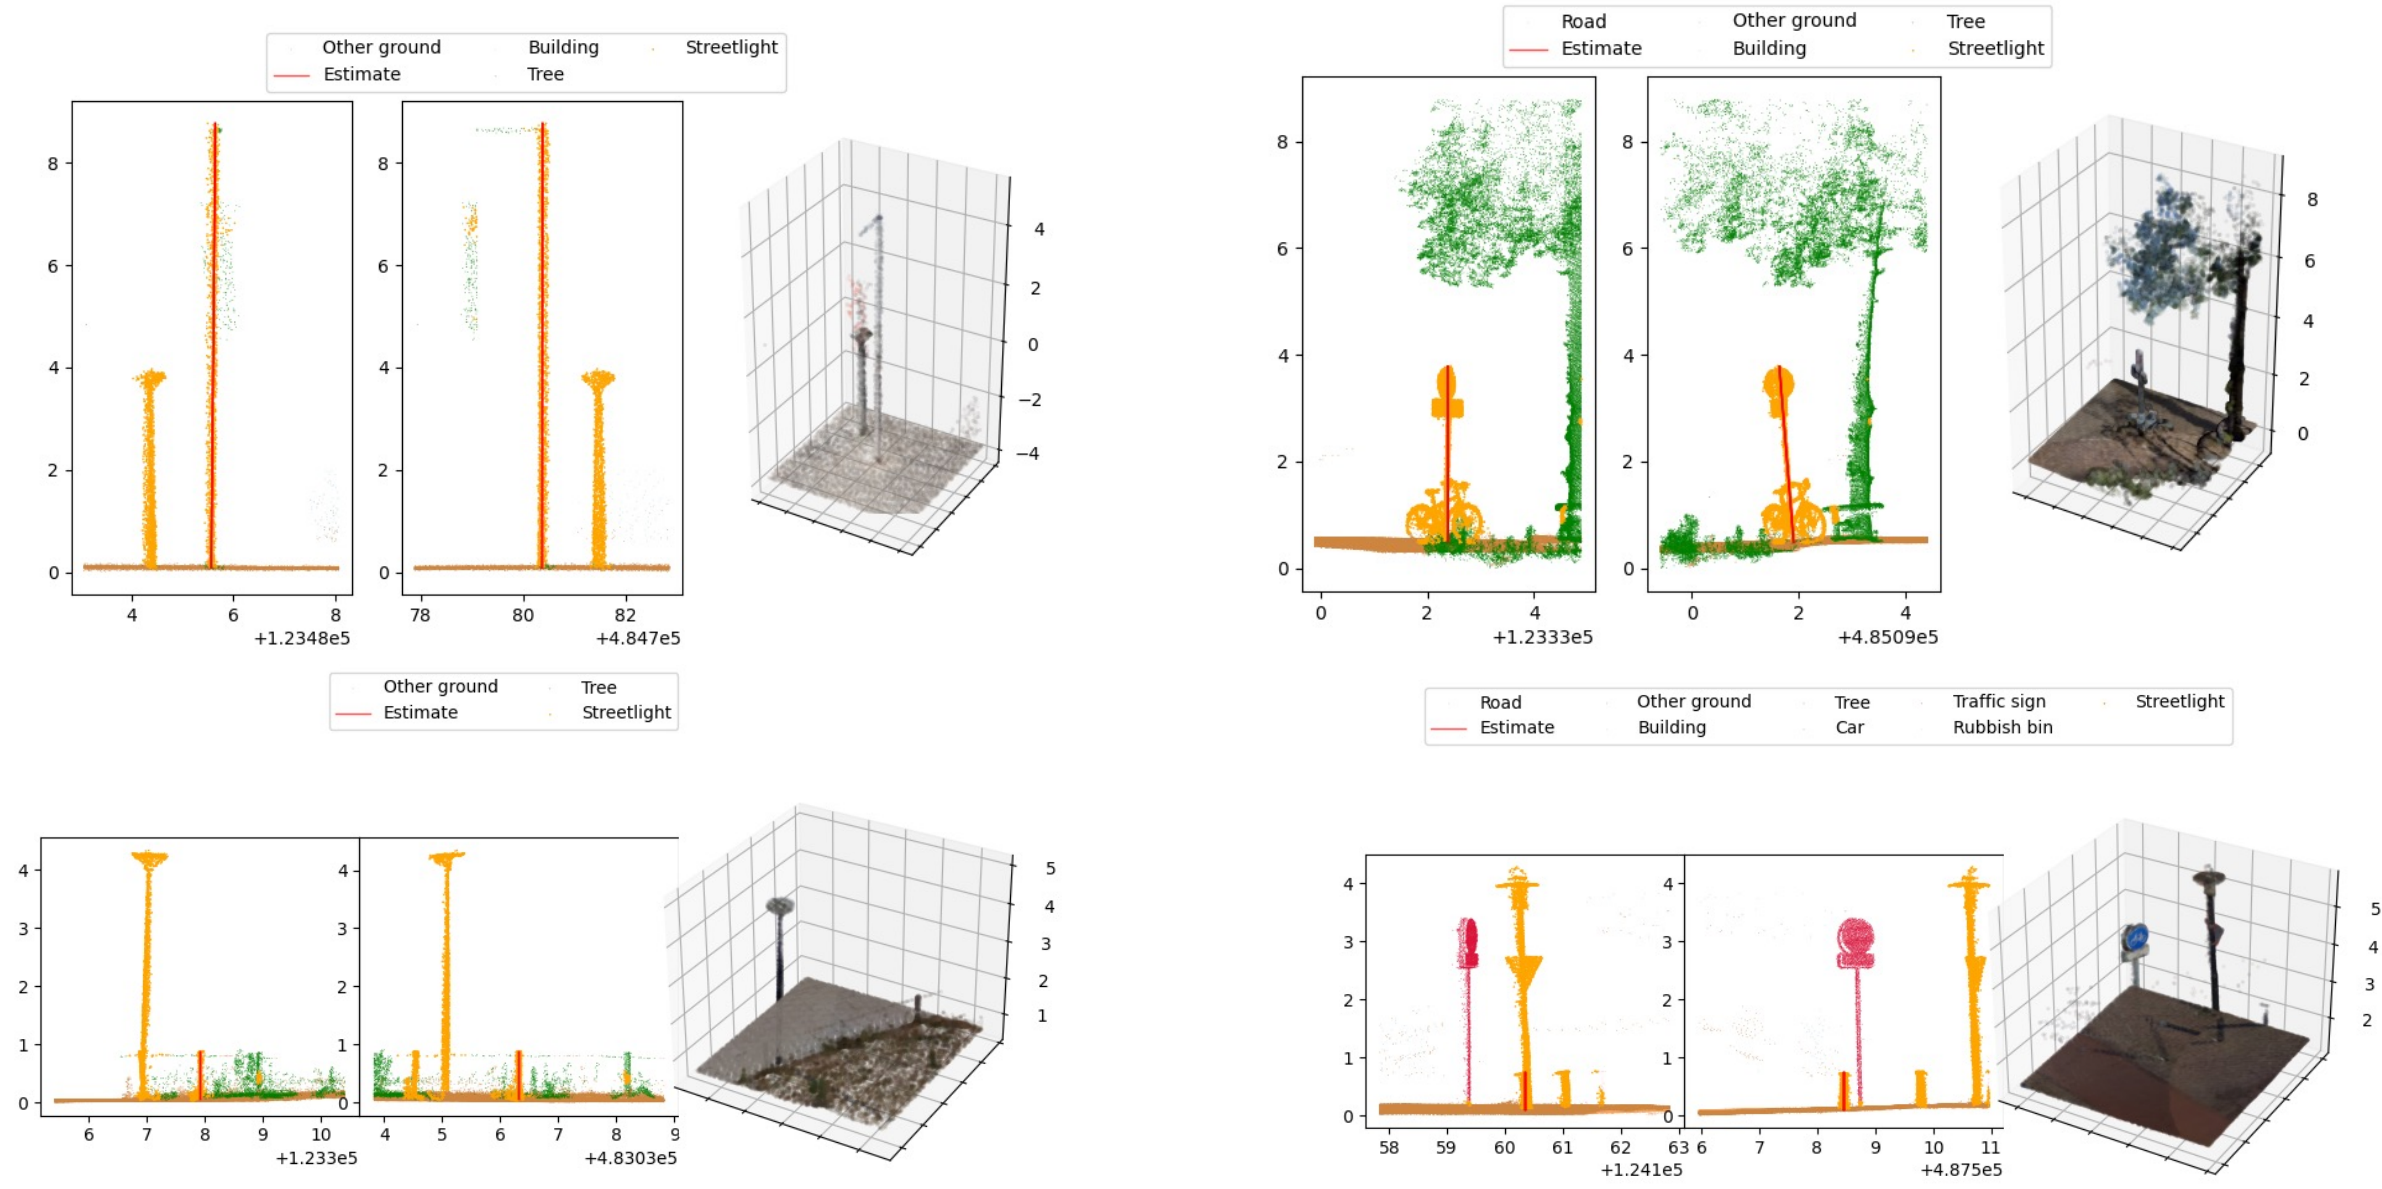 Other ground Building Streetlight
Estimate Tree
8
6
4
2
0
4 6 8
+1.2348e5
8
6
4
2
0
78 80 82
+4.847e5
4
2
0
−2
−4
Road Other ground Tree
Estimate Building Streetlight
8
6
4
2
0
0 2 4
+1.2333e5
8
6
4
2
0
0 2 4
+4.8509e5
8
6
4
2
0
Other ground Tree
Estimate Streetlight
4
3
2
1
0
6 7 8 9 10
+1.233e5
4
3
2
1
0
4 5 6 7 8 9
+4.8303e5
5
4
3
2
1
Road Other ground Tree Traffic sign Streetlight
Estimate Building Car Rubbish bin
4
3
2
1
0
58 59 60 61 62 63
+1.241e5
4
3
2
1
0
6 7 8 9 10 11
+4.875e5
5
4
3
2